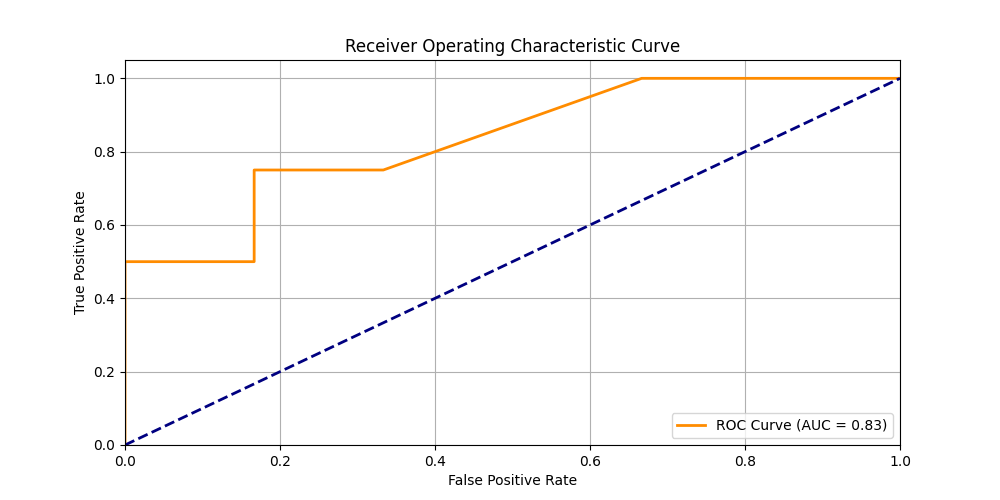 Receiver Operating Characteristic Curve
1.0
0.8
0.6
0.4
0.2
0.0
True Positive Rate
ROC Curve (AUC = 0.83)
0.0 0.2 0.4 0.6 0.8 1.0
False Positive Rate